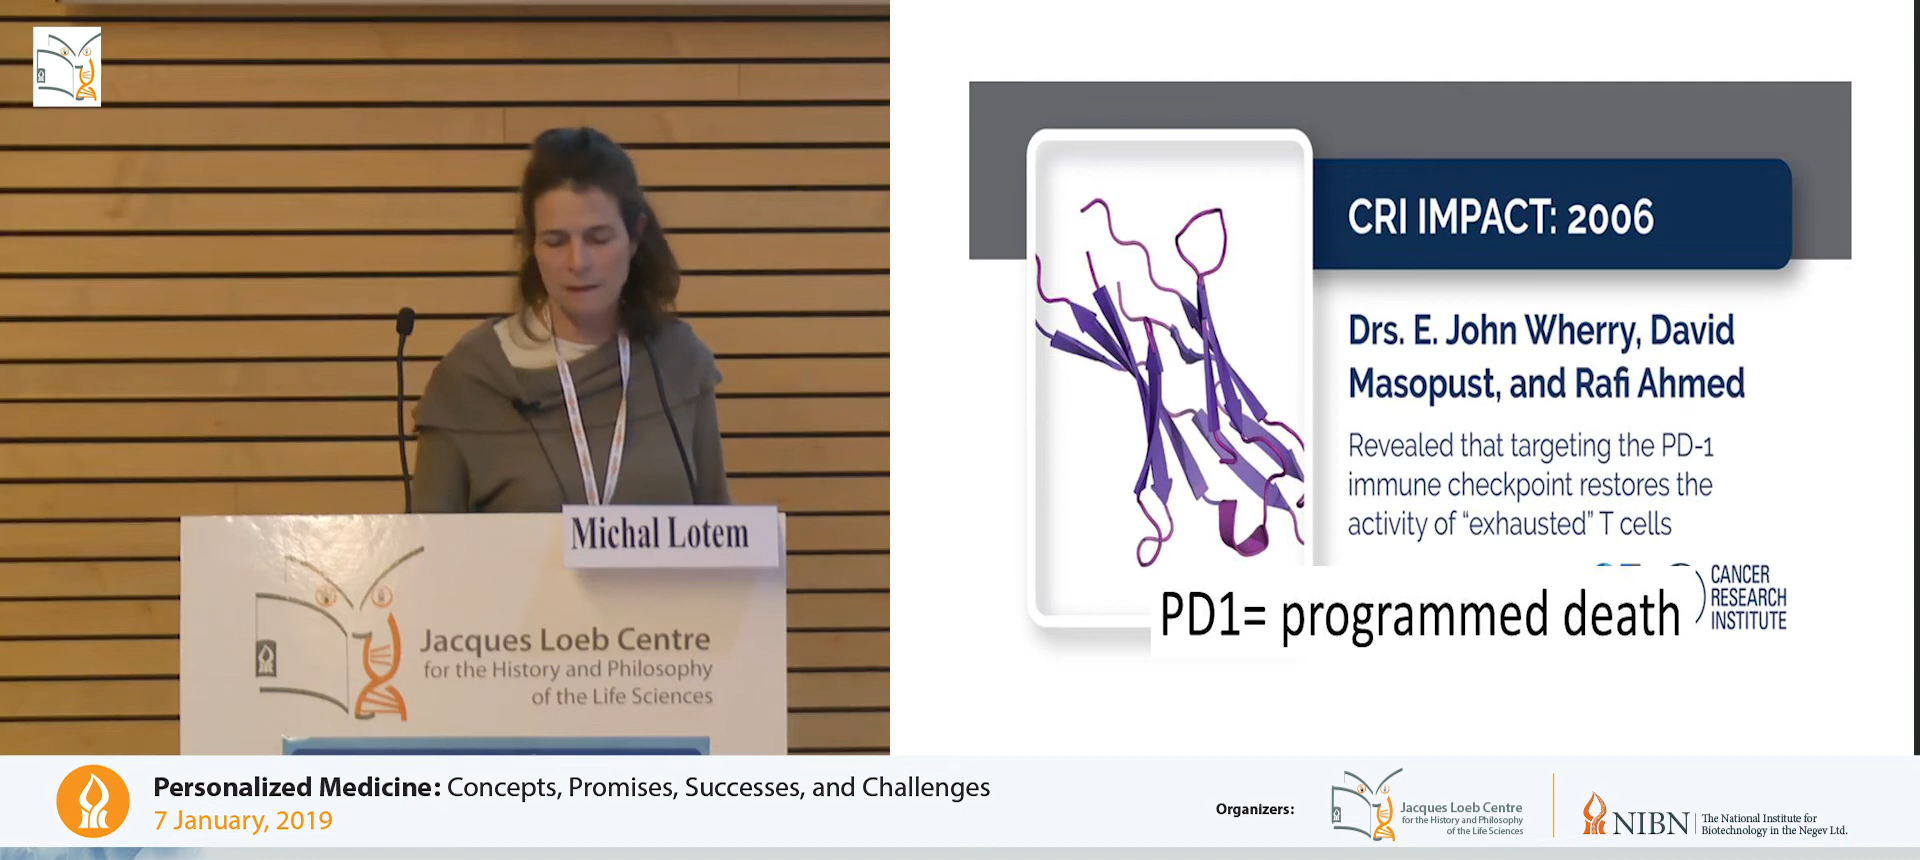 Michal Lotem
Jacques Loeb Centre
for the History and Philosophy
of the Life Sciences
CRI IMPACT: 2006
Drs. E. John Wherry, David
Masopust, and Rafi Ahmed
Revealed that targeting the PD-1
immune checkpoint restores the
activity of “exhausted” T cells
CANCER
RESEARCH
INSTITUTE
PD1= programmed death
Personalized Medicine: Concepts, Promises, Successes, and Challenges
7 January, 2019
Organizers:
Jacques Loeb Centre
for the History and Philosophy
of the Life Sciences
NIBN
The National Institute for
Biotechnology in the Negev Ltd.